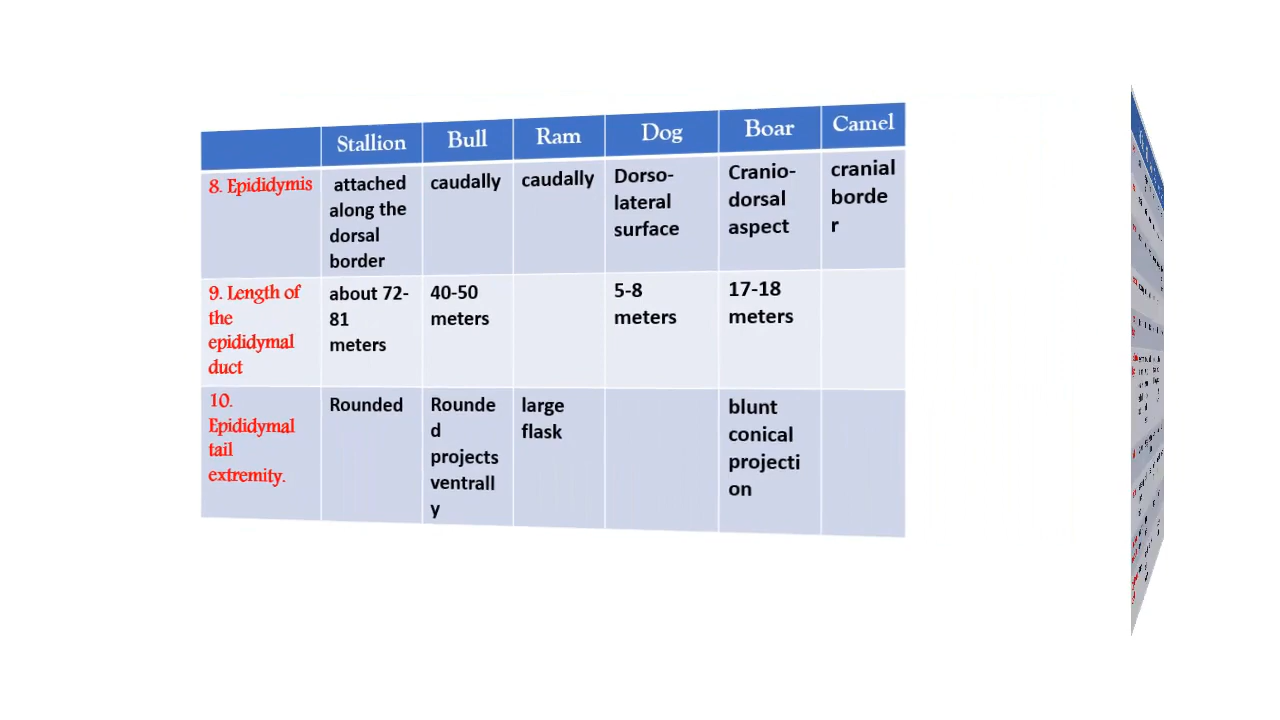 Stallion Bull Ram Dog Boar Camel
8. Epididymis attached along the dorsal border caudally caudally Dorso-lateral surface Cranio-dorsal aspect cranial borde r
9. Length of the epididymal duct about 72-81 meters 40-50 meters 5-8 meters 17-18 meters
10. Epididymal tail extremity. Rounded Rounde d projects ventrall y large flask blunt conical projecti on